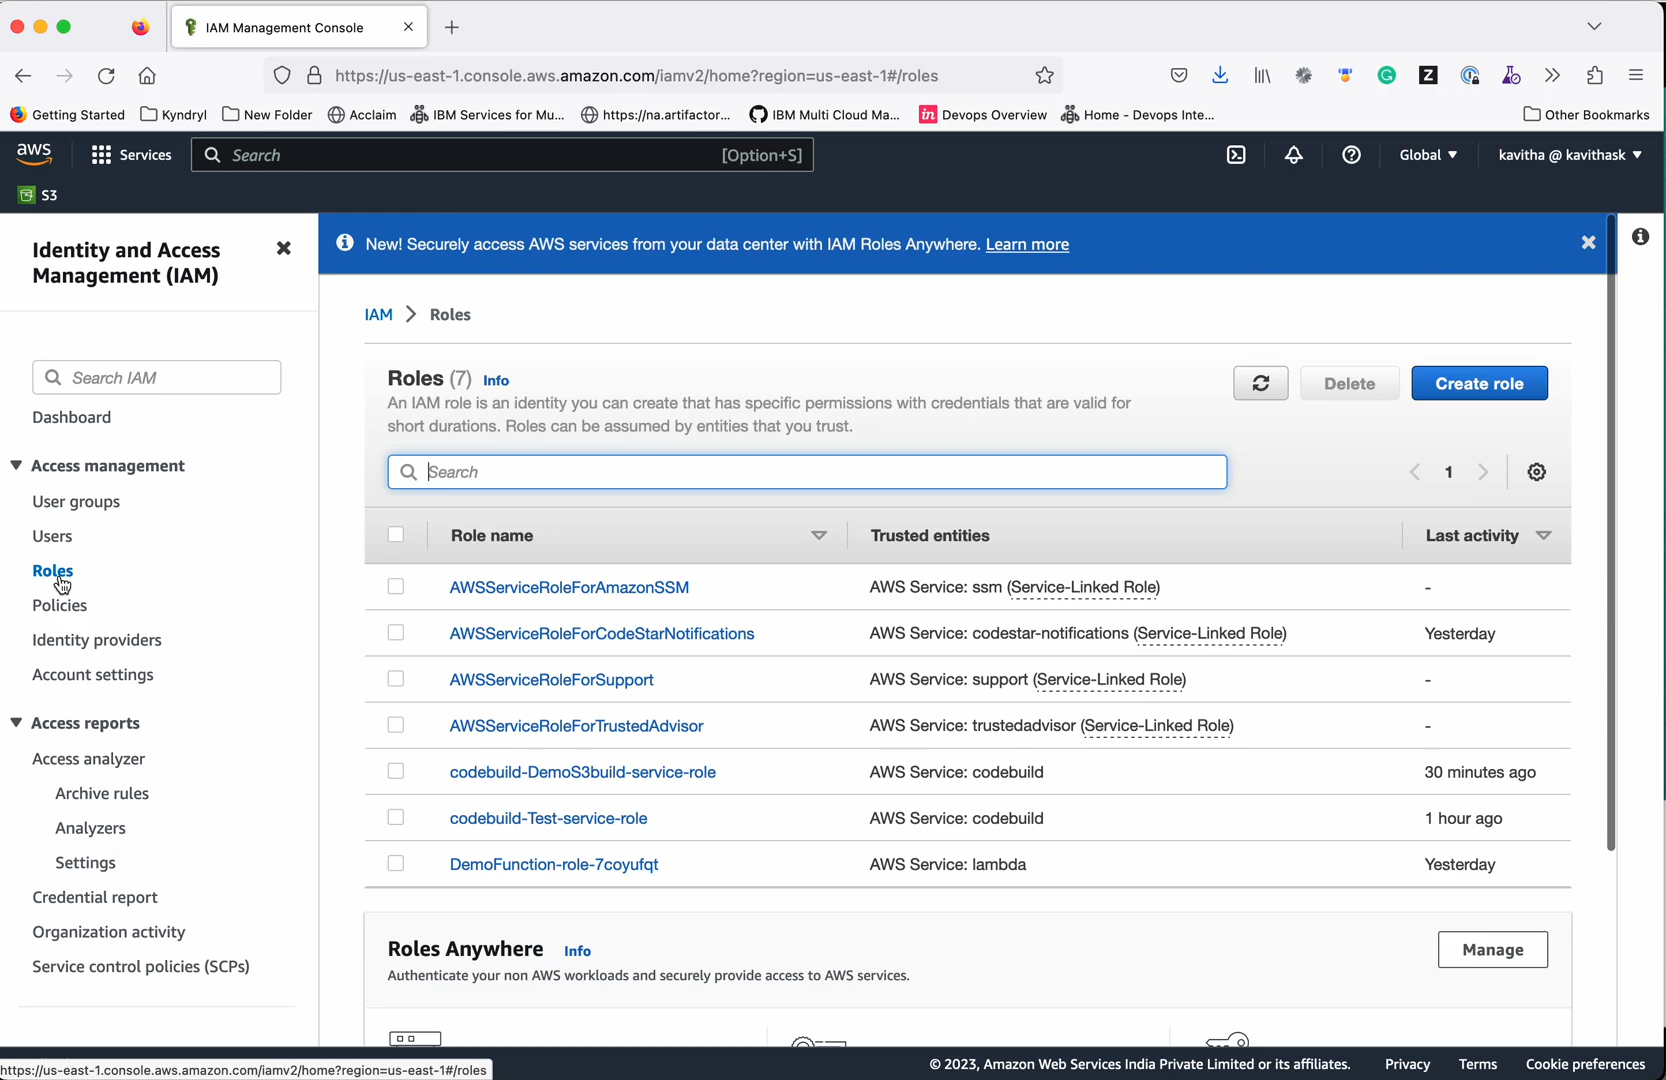 IAM Management Console
https://us-east-1.console.aws.amazon.com/iamv2/home?region=us-east-1#/roles
Getting Started Kyndryl New Folder Acclaim IBM Services for Mu... https://na.artifactor... IBM Multi Cloud Ma... in Devops Overview Home - Devops Inte... Other Bookmarks
aws Services Search [Option+S] Global kavitha @ kavithask
S3
Identity and Access
Management (IAM)
Search IAM
Dashboard
Access management
User groups
Users
Roles
Policies
Identity providers
Account settings
Access reports
Access analyzer
Archive rules
Analyzers
Settings
Credential report
Organization activity
Service control policies (SCPs)
New! Securely access AWS services from your data center with IAM Roles Anywhere. Learn more
IAM > Roles
Roles (7) Info
Delete
Create role
An IAM role is an identity you can create that has specific permissions with credentials that are valid for
short durations. Roles can be assumed by entities that you trust.
Search
1
Role name Trusted entities Last activity
AWSServiceRoleForAmazonSSM AWS Service: ssm (Service-Linked Role) -
AWSServiceRoleForCodeStarNotifications AWS Service: codestar-notifications (Service-Linked Role) Yesterday
AWSServiceRoleForSupport AWS Service: support (Service-Linked Role) -
AWSServiceRoleForTrustedAdvisor AWS Service: trustedadvisor (Service-Linked Role) -
codebuild-DemoS3build-service-role AWS Service: codebuild 30 minutes ago
codebuild-Test-service-role AWS Service: codebuild 1 hour ago
DemoFunction-role-7coyufqt AWS Service: lambda Yesterday
Roles Anywhere Info
Manage
Authenticate your non AWS workloads and securely provide access to AWS services.
https://us-east-1.console.aws.amazon.com/iamv2/home?region=us-east-1#/roles
© 2023, Amazon Web Services India Private Limited or its affiliates. Privacy Terms Cookie preferences